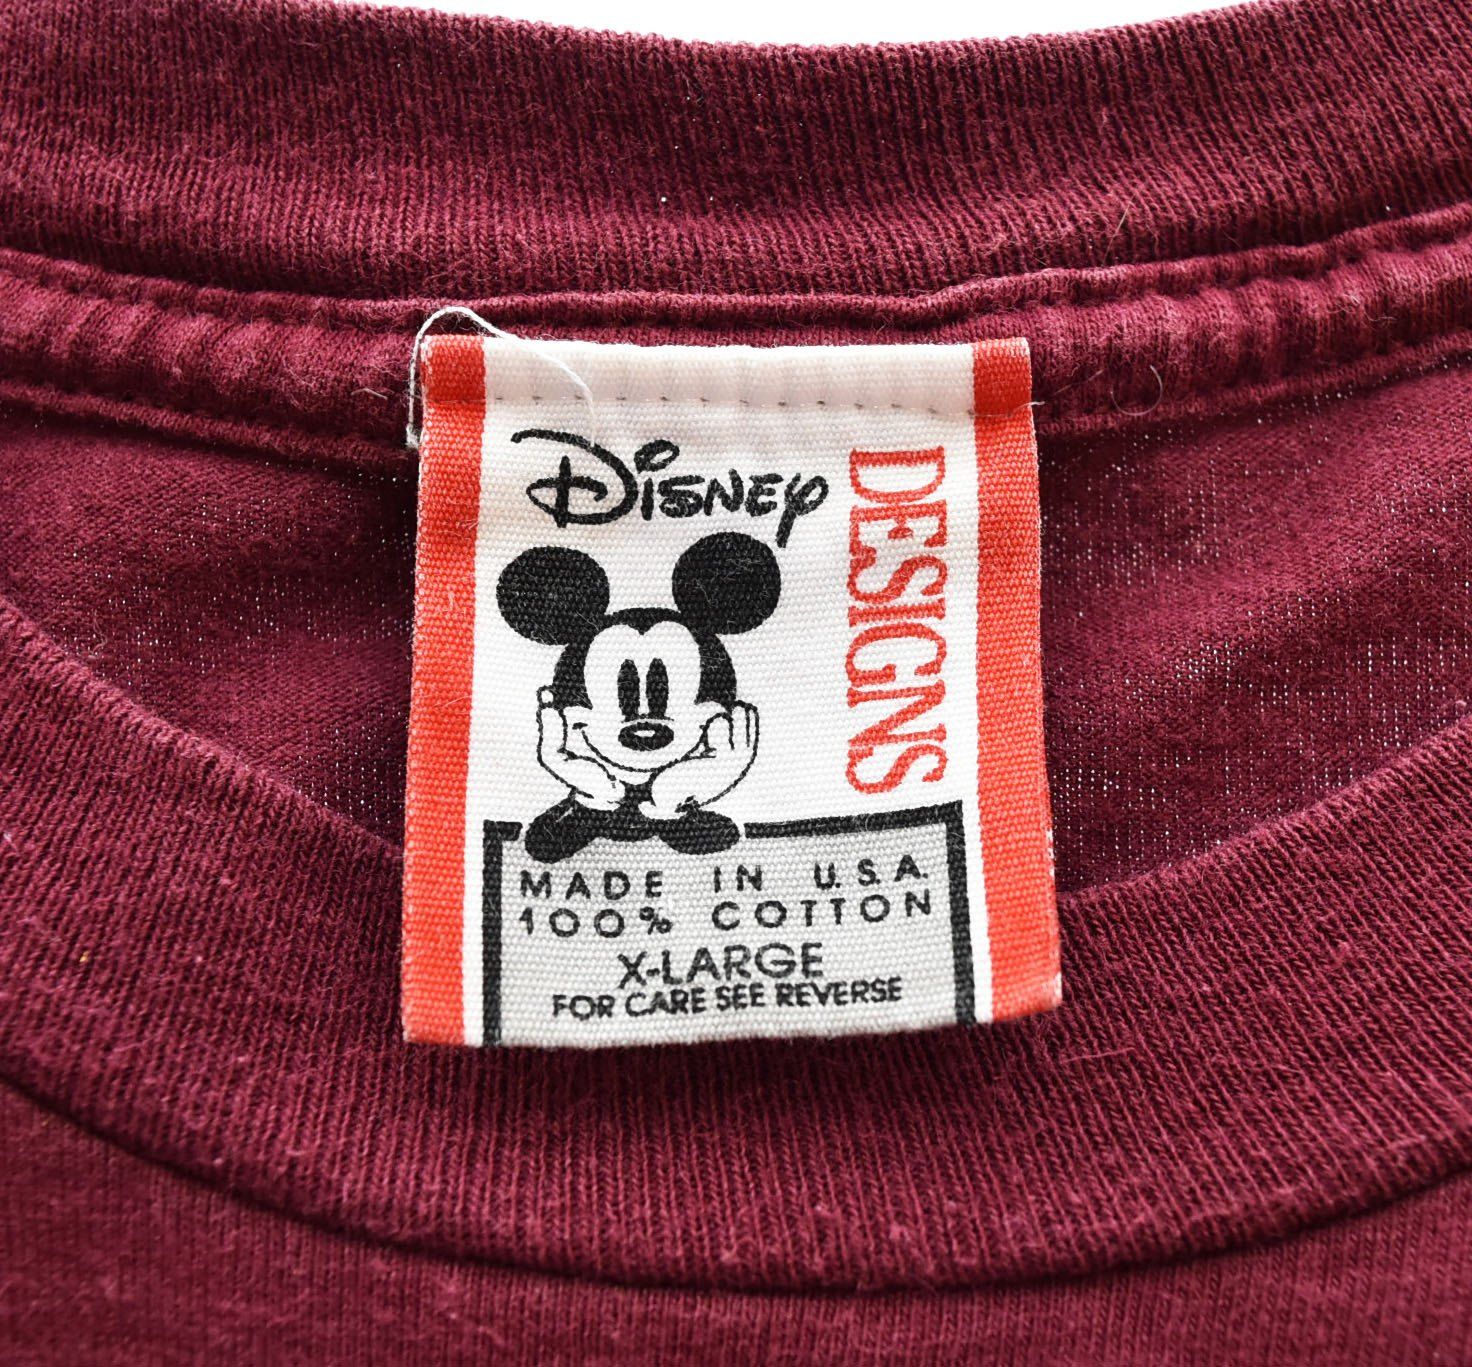 Disney
DESIGNS
MADE IN U.S.A.
100% COTTON
X-LARGE
FOR CARE SEE REVERSE